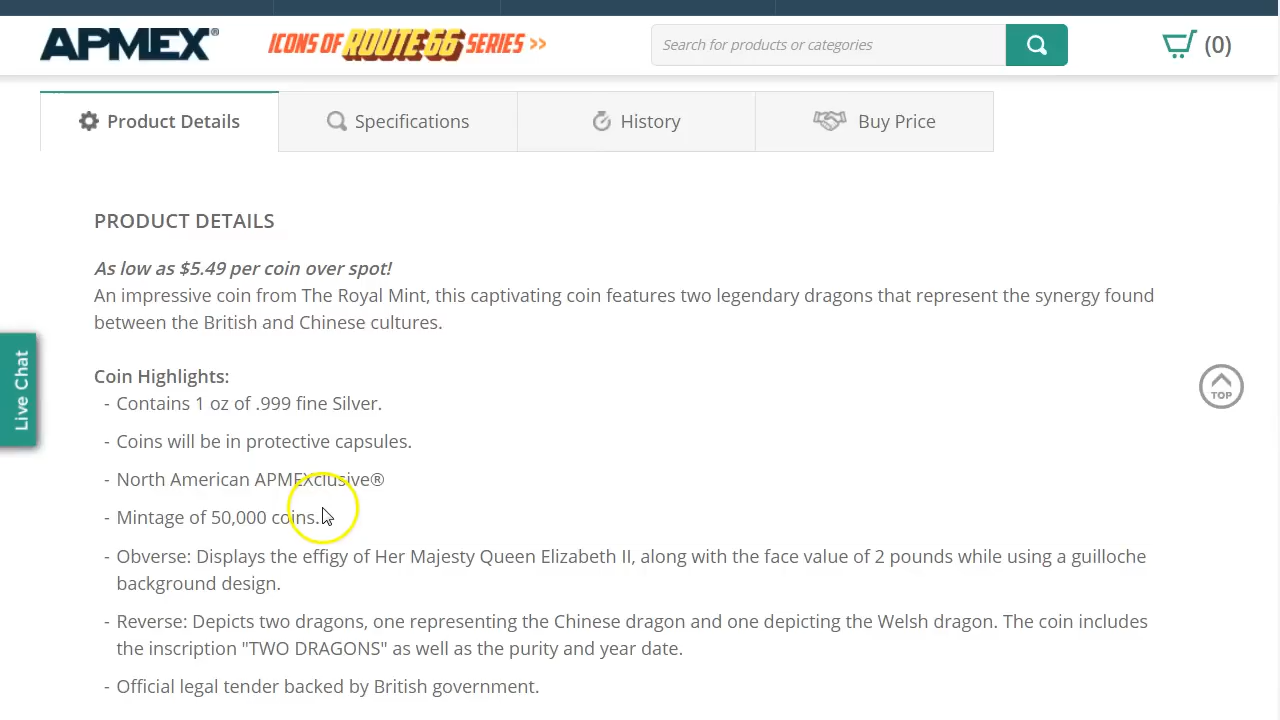 APMEX®
ICONS OF ROUTE 66 SERIES >>
Search for products or categories
(0)
Product Details
Specifications
History
Buy Price
PRODUCT DETAILS
As low as $5.49 per coin over spot!
An impressive coin from The Royal Mint, this captivating coin features two legendary dragons that represent the synergy found
between the British and Chinese cultures.
Live Chat
Coin Highlights:
TOP
- Contains 1 oz of .999 fine Silver.
- Coins will be in protective capsules.
- North American APMEXclusive®
- Mintage of 50,000 coins.
- Obverse: Displays the effigy of Her Majesty Queen Elizabeth II, along with the face value of 2 pounds while using a guilloche
background design.
- Reverse: Depicts two dragons, one representing the Chinese dragon and one depicting the Welsh dragon. The coin includes
the inscription "TWO DRAGONS" as well as the purity and year date.
- Official legal tender backed by British government.